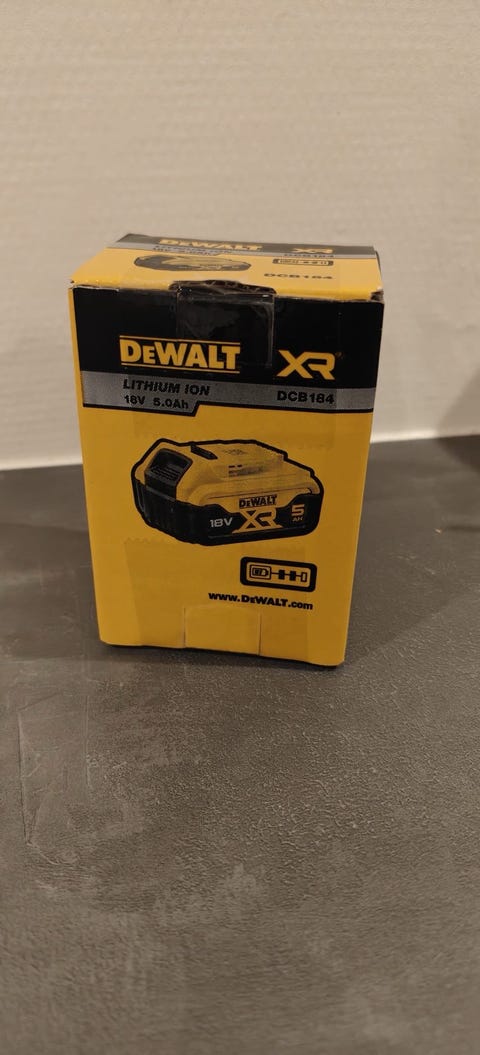 DEWALT XR
DCB184
DCB184
DEWALT XR
LITHIUM ION
18V 5.0Ah
DCB184
DEWALT
18V XR 5
AH
www.DEWALT.com